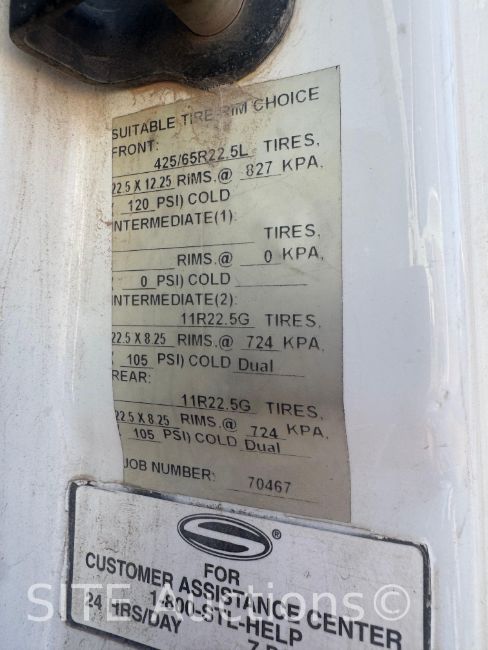 SUITABLE TIRE-RIM CHOICE
FRONT:
425/65R22.5L TIRES,
22.5 X 12.25 RIMS.@ 827 KPA,
120 PSI) COLD
INTERMEDIATE(1):
TIRES,
RIMS.@ 0 KPA,
0 PSI) COLD
INTERMEDIATE(2):
11R22.5G TIRES,
22.5 X 8.25 RIMS.@ 724 KPA,
105 PSI) COLD Dual
REAR:
11R22.5G TIRES,
22.5 X 8.25 RIMS.@ 724 KPA,
105 PSI) COLD Dual
JOB NUMBER: 70467
S®
FOR
CUSTOMER ASSISTANCE CENTER
1-800-STL-HELP
24 HRS/DAY
SITE Auctions©